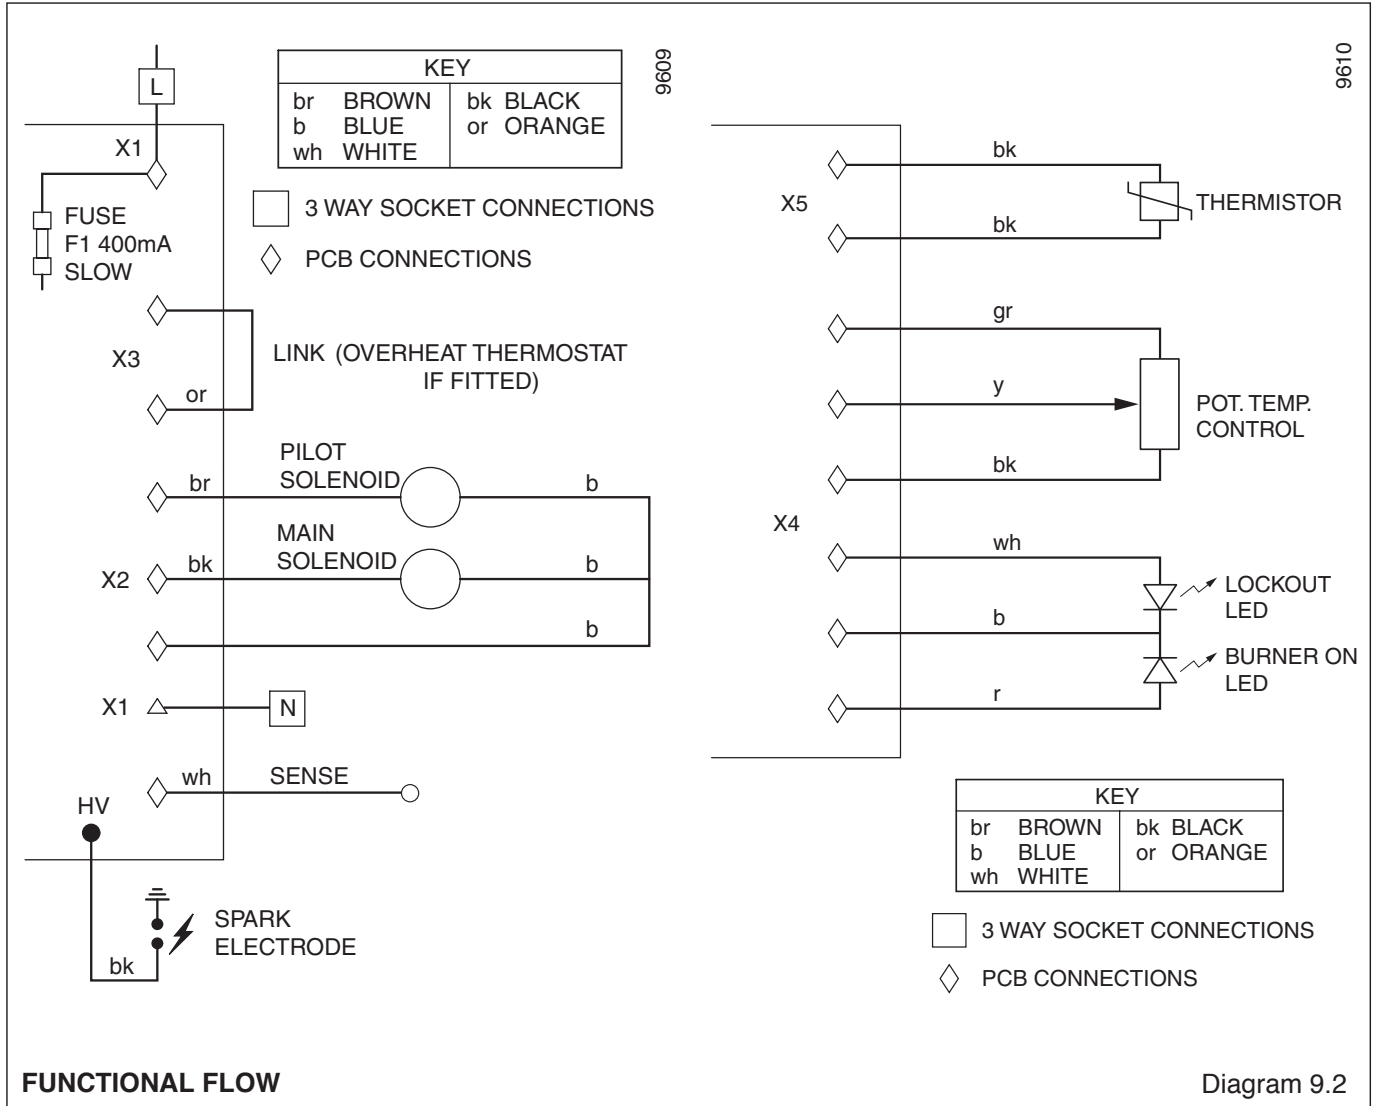 L
X1
FUSE
F1 400mA
SLOW
KEY
br BROWN bk BLACK
b BLUE or ORANGE
wh WHITE
9609
3 WAY SOCKET CONNECTIONS
PCB CONNECTIONS
X3
or
LINK (OVERHEAT THERMOSTAT
IF FITTED)
PILOT
SOLENOID
br
b
MAIN
SOLENOID
X2
bk
b
b
X1
N
wh
SENSE
HV
bk
SPARK
ELECTRODE
9610
X5
bk
bk
THERMISTOR
gr
y
bk
POT. TEMP.
CONTROL
X4
wh
b
r
LOCKOUT
LED
BURNER ON
LED
KEY
br BROWN bk BLACK
b BLUE or ORANGE
wh WHITE
3 WAY SOCKET CONNECTIONS
PCB CONNECTIONS
FUNCTIONAL FLOW
Diagram 9.2